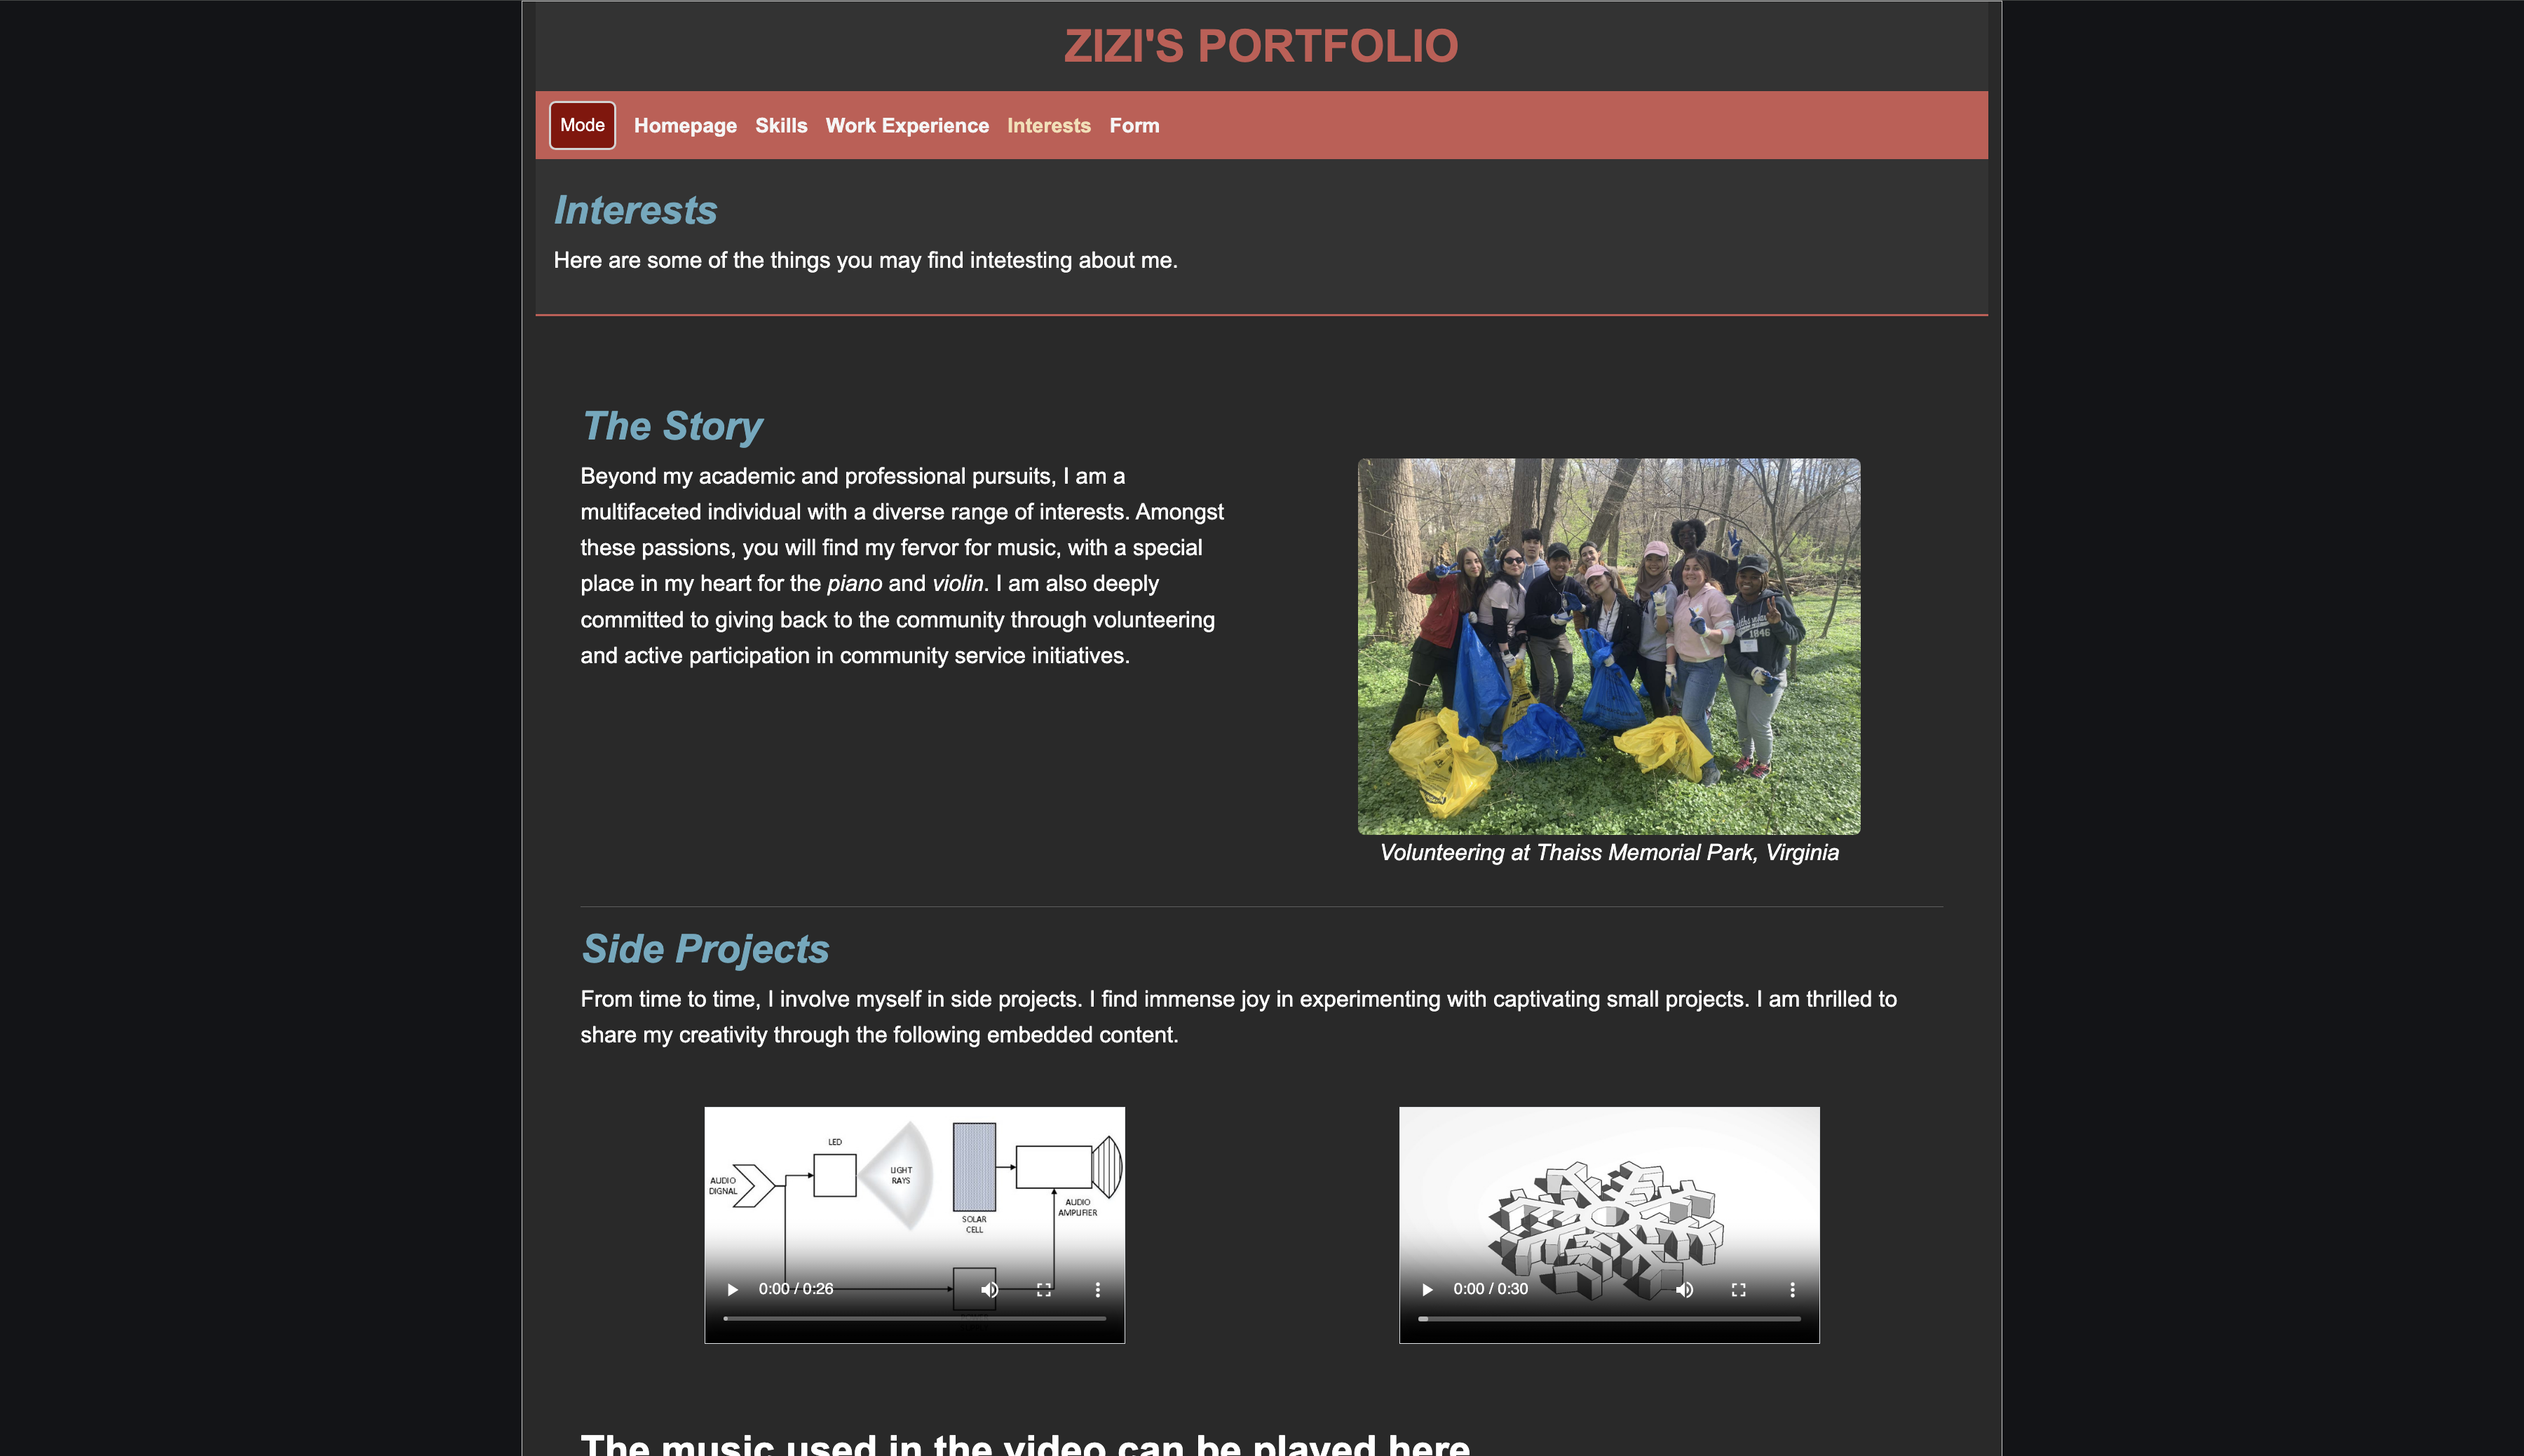 ZIZI'S PORTFOLIO
Mode Homepage Skills Work Experience Interests Form
Interests
Here are some of the things you may find intetesting about me.
The Story
Beyond my academic and professional pursuits, I am a
multifaceted individual with a diverse range of interests. Amongst
these passions, you will find my fervor for music, with a special
place in my heart for the piano and violin. I am also deeply
committed to giving back to the community through volunteering
and active participation in community service initiatives.
1846
Volunteering at Thaiss Memorial Park, Virginia
Side Projects
From time to time, I involve myself in side projects. I find immense joy in experimenting with captivating small projects. I am thrilled to
share my creativity through the following embedded content.
LED
LIGHT
RAYS
AUDIO
DIGNAL
SOLAR
CELL
AUDIO
AMPLIFIER
0:00 / 0:26
0:00 / 0:30
The music used in the video can be played here